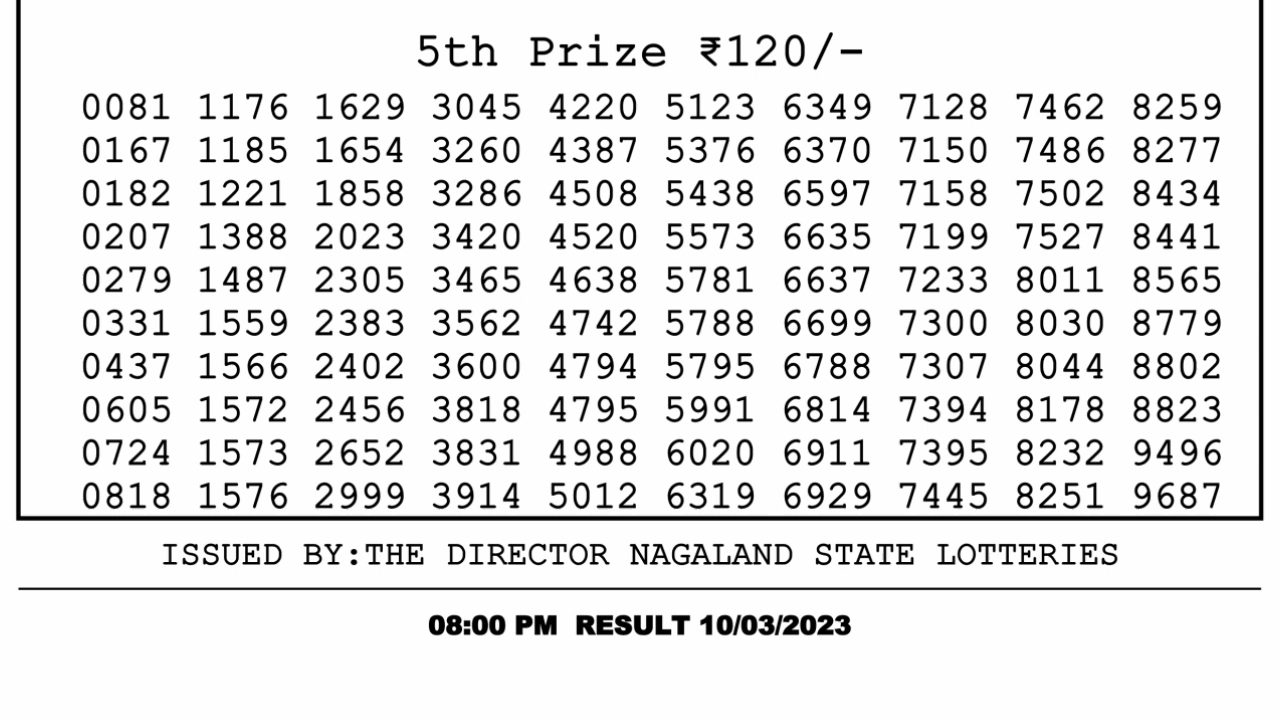 5th Prize ₹120/-
0081 1176 1629 3045 4220 5123 6349 7128 7462 8259
0167 1185 1654 3260 4387 5376 6370 7150 7486 8277
0182 1221 1858 3286 4508 5438 6597 7158 7502 8434
0207 1388 2023 3420 4520 5573 6635 7199 7527 8441
0279 1487 2305 3465 4638 5781 6637 7233 8011 8565
0331 1559 2383 3562 4742 5788 6699 7300 8030 8779
0437 1566 2402 3600 4794 5795 6788 7307 8044 8802
0605 1572 2456 3818 4795 5991 6814 7394 8178 8823
0724 1573 2652 3831 4988 6020 6911 7395 8232 9496
0818 1576 2999 3914 5012 6319 6929 7445 8251 9687
ISSUED BY:THE DIRECTOR NAGALAND STATE LOTTERIES
08:00 PM RESULT 10/03/2023